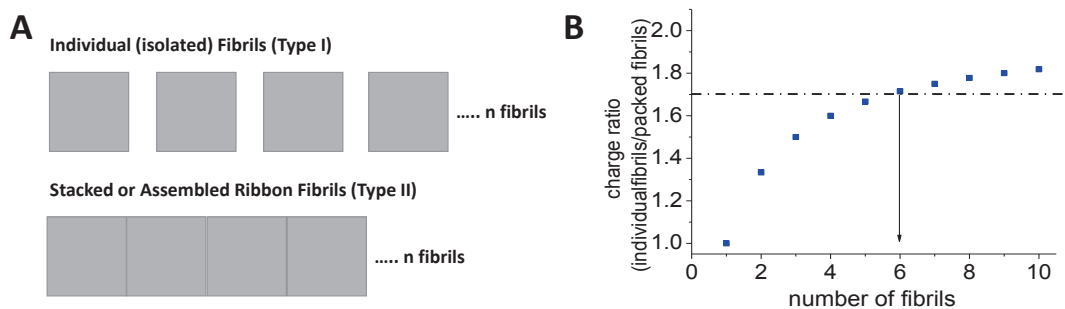 A
Individual (isolated) Fibrils (Type I)
..... n fibrils
Stacked or Assembled Ribbon Fibrils (Type II)
..... n fibrils
B
charge ratio
(individualfibrils/packed fibrils)
2.0
1.8
1.6
1.4
1.2
1.0
0 2 4 6 8 10
number of fibrils